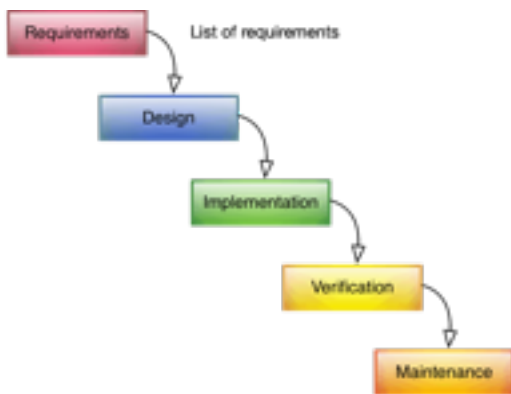 Requirements
List of requirements
Design
Implementation
Verification
Maintenance